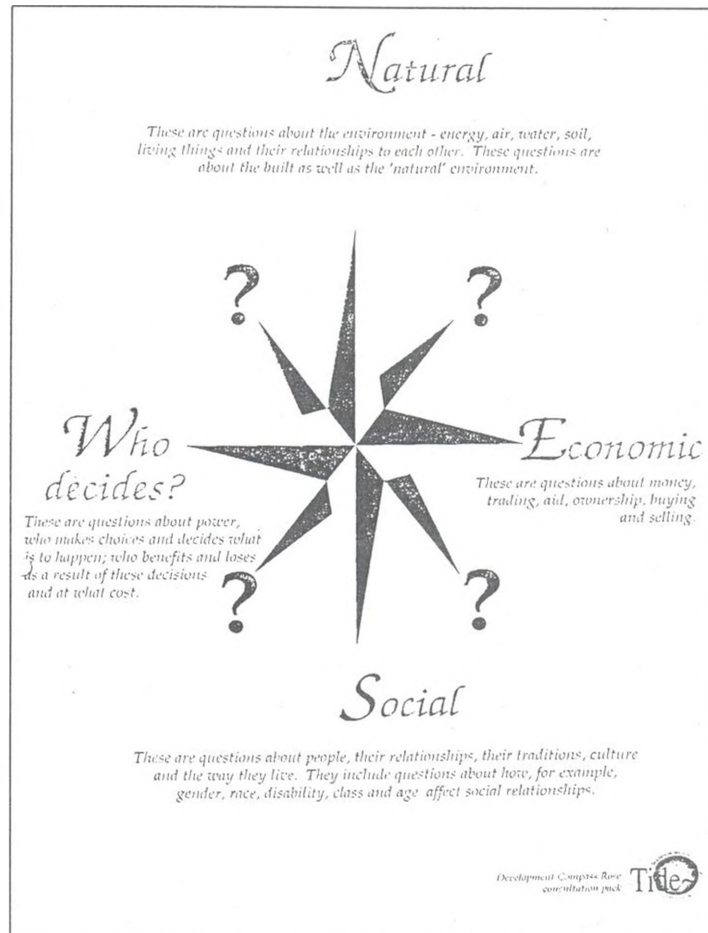 Natural
These are questions about the environment - energy, air, water, soil,
living things and their relationships to each other. These questions are
about the built as well as the 'natural' environment.
?
?
Who
decides?
These are questions about power,
who makes choices and decides what
is to happen; who benefits and loses
as a result of these decisions
and at what cost.
Economic
These are questions about money,
trading, aid, ownership, buying
and selling.
?
?
Social
These are questions about people, their relationships, their traditions, culture
and the way they live. They include questions about how, for example,
gender, race, disability, class and age affect social relationships.
Development Compass Rose
consultation pack
Tide~